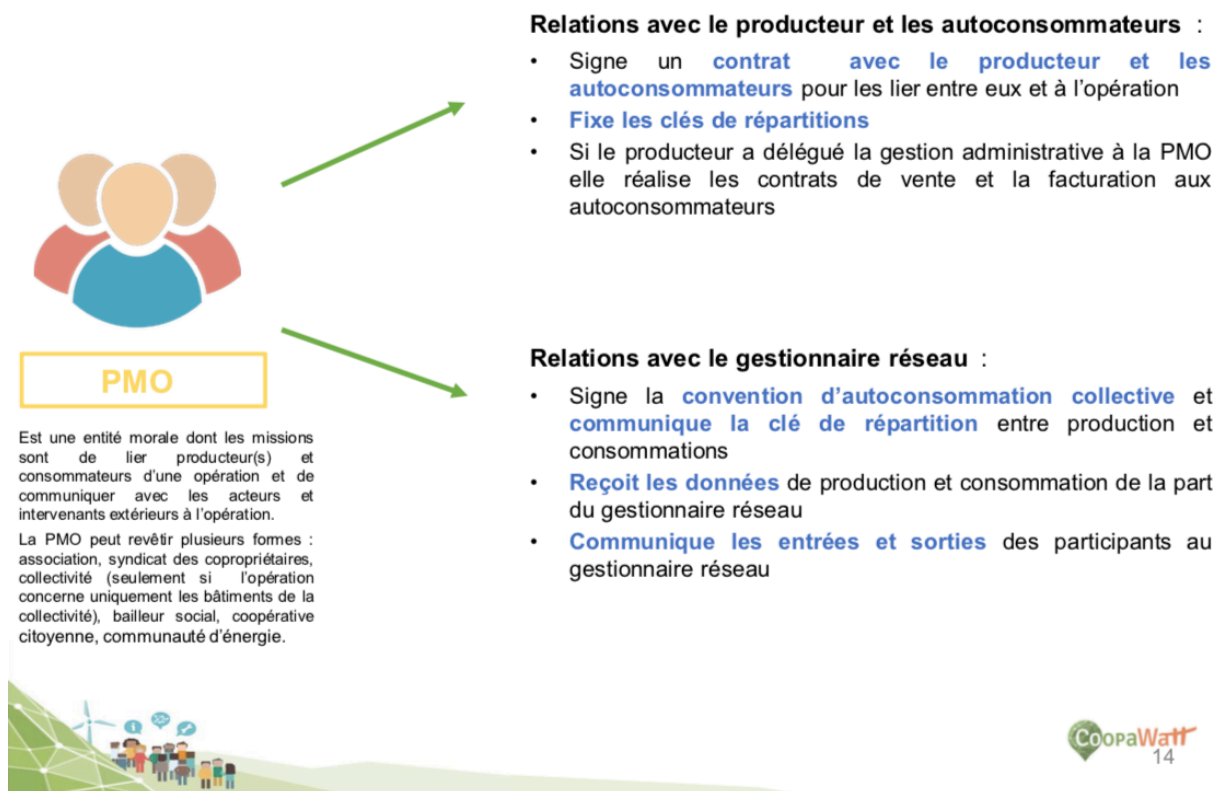 PMO
Est une entité morale dont les missions
sont de lier producteur(s) et
consommateurs d'une opération et de
communiquer avec les acteurs et
intervenants extérieurs à l'opération.
La PMO peut revêtir plusieurs formes :
association, syndicat des copropriétaires,
collectivité (seulement si l'opération
concerne uniquement les bâtiments de la
collectivité), bailleur social, coopérative
citoyenne, communauté d'énergie.
Relations avec le producteur et les autoconsommateurs :
• Signe un contrat avec le producteur et les
autoconsommateurs pour les lier entre eux et à l'opération
• Fixe les clés de répartitions
• Si le producteur a délégué la gestion administrative à la PMO
elle réalise les contrats de vente et la facturation aux
autoconsommateurs
Relations avec le gestionnaire réseau :
• Signe la convention d'autoconsommation collective et
communique la clé de répartition entre production et
consommations
• Reçoit les données de production et consommation de la part
du gestionnaire réseau
• Communique les entrées et sorties des participants au
gestionnaire réseau
CoopaWatt
14